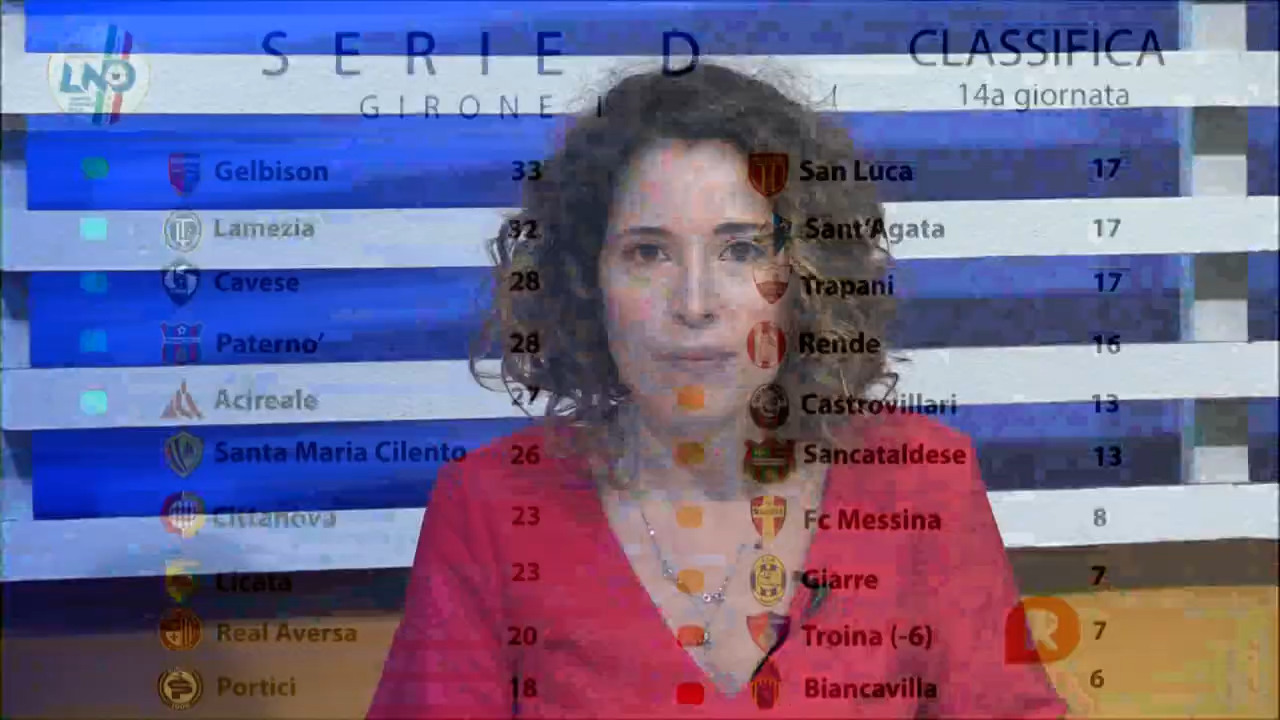 LND
SERIE D
CLASSIFICA
GIRONE I
14a giornata
Gelbison 33
Lamezia 32
Cavese 28
Paterno' 28
Acireale 27
Santa Maria Cilento 26
Cittanova 23
Licata 23
Real Aversa 20
Portici 18
San Luca 17
Sant'Agata 17
Trapani 17
Rende 16
Castrovillari 13
Sancataldese 13
Fc Messina 8
Giarre 7
Troina (-6) 7
Biancavilla 6
R